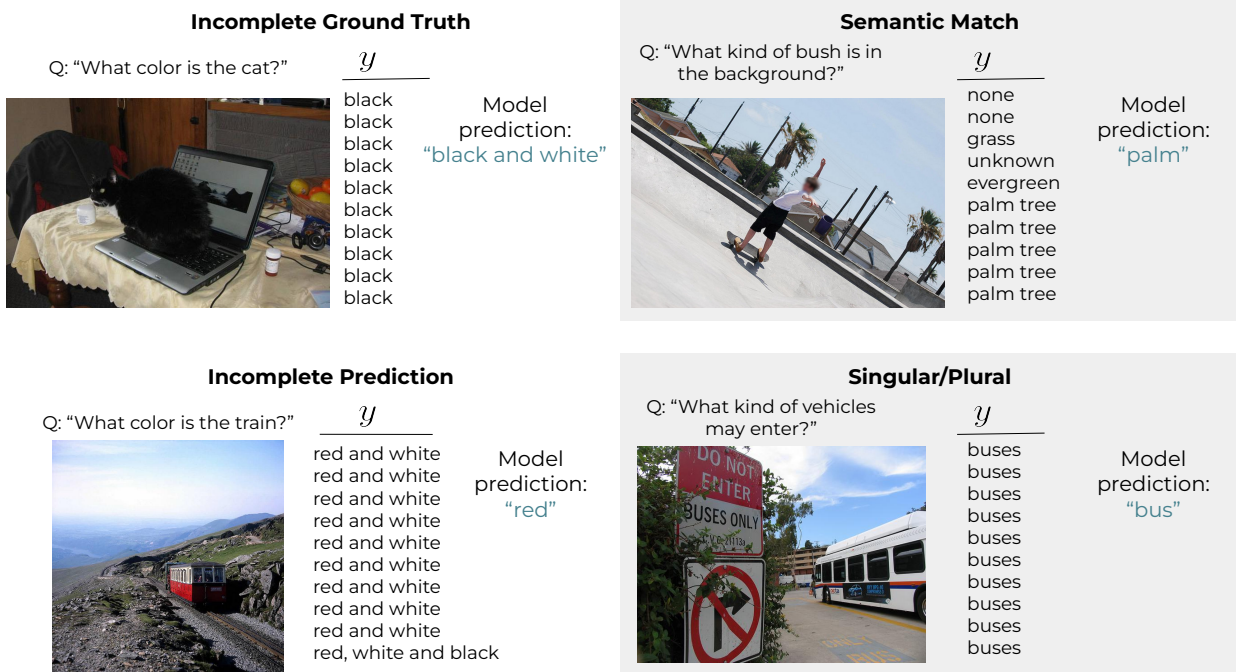 Incomplete Ground Truth
Q: “What color is the cat?”
y
black
black
black
black
black
black
black
black
black
black
Model
prediction:
“black and white”
Semantic Match
Q: “What kind of bush is in
the background?”
y
none
none
grass
unknown
evergreen
palm tree
palm tree
palm tree
palm tree
palm tree
Model
prediction:
“palm”
Incomplete Prediction
Q: “What color is the train?”
y
red and white
red and white
red and white
red and white
red and white
red and white
red and white
red and white
red and white
red, white and black
Model
prediction:
“red”
Singular/Plural
Q: “What kind of vehicles
may enter?”
y
buses
buses
buses
buses
buses
buses
buses
buses
buses
buses
Model
prediction:
“bus”
DO NOT
ENTER
BUSES ONLY
21113a
ONLY
BUS